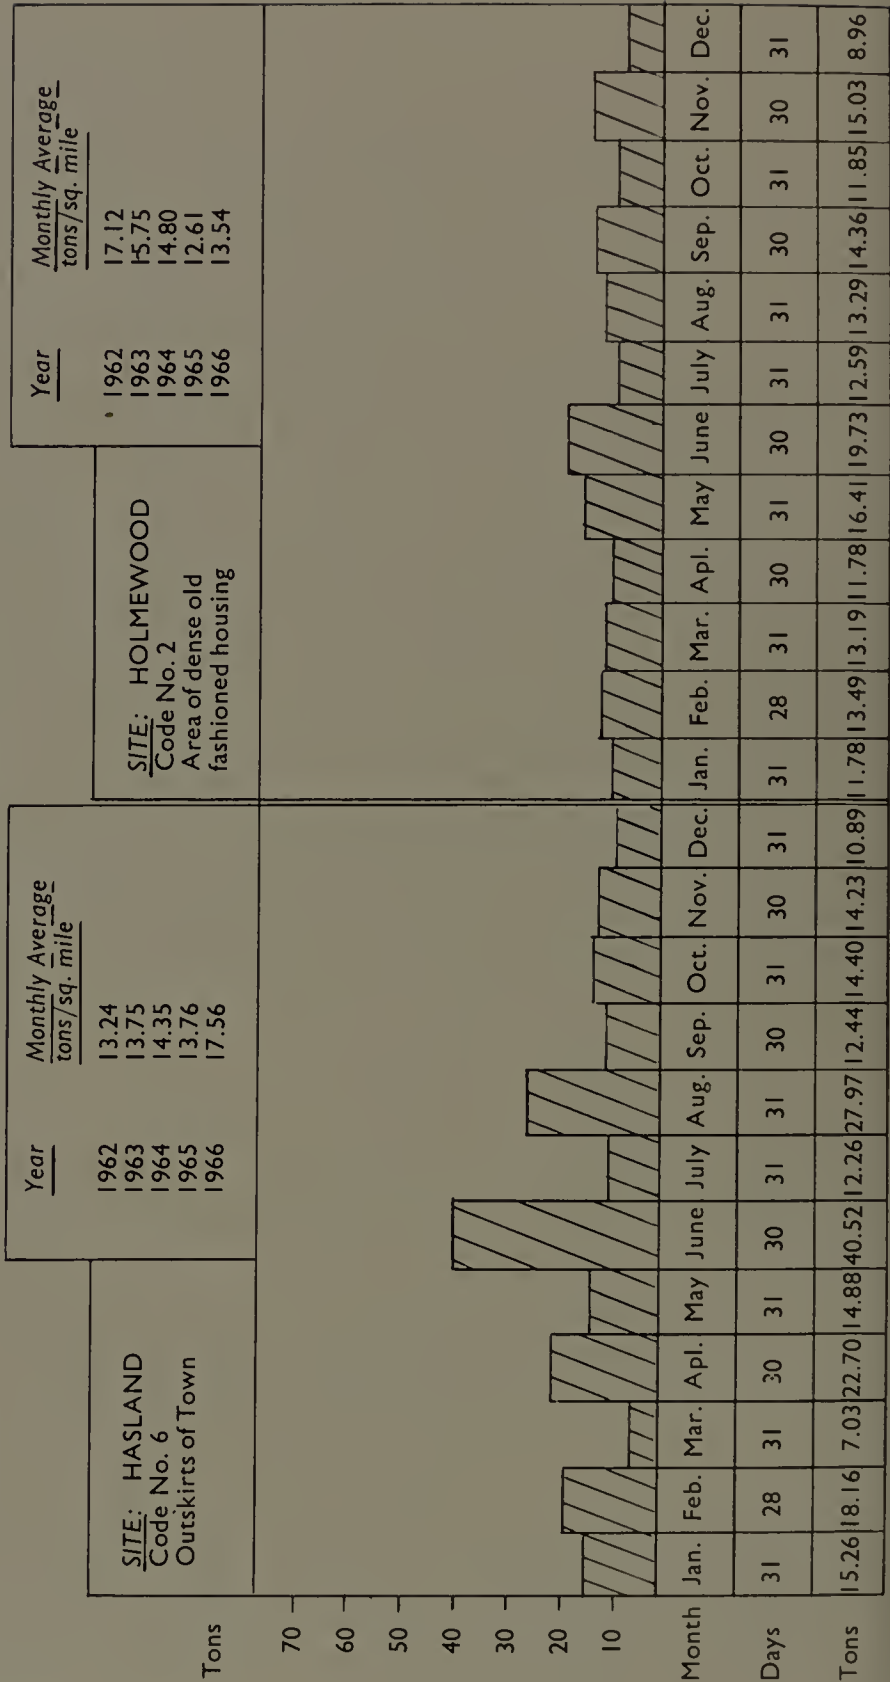 SITE: HASLAND
Code No. 6
Outskirts of Town
Year Monthly Average tons/sq. mile
1962 13.24
1963 13.75
1964 14.35
1965 13.76
1966 17.56
SITE: HOLMEWOOD
Code No. 2
Area of dense old
fashioned housing
Year Monthly Average tons/sq. mile
1962 17.12
1963 15.75
1964 14.80
1965 12.61
1966 13.54
Tons
70
60
50
40
30
20
10
Month Jan. Feb. Mar. Apl. May June July Aug. Sep. Oct. Nov. Dec. Jan. Feb. Mar. Apl. May June July Aug. Sep. Oct. Nov. Dec.
Days 31 28 31 30 31 30 31 31 30 31 30 31 31 28 31 30 31 30 31 31 30 31 30 31
Tons 15.26 18.16 7.03 22.70 14.88 40.52 12.26 27.97 12.44 14.40 14.23 10.89 11.78 13.49 13.19 11.78 16.41 19.73 12.59 13.29 14.36 11.85 15.03 8.96